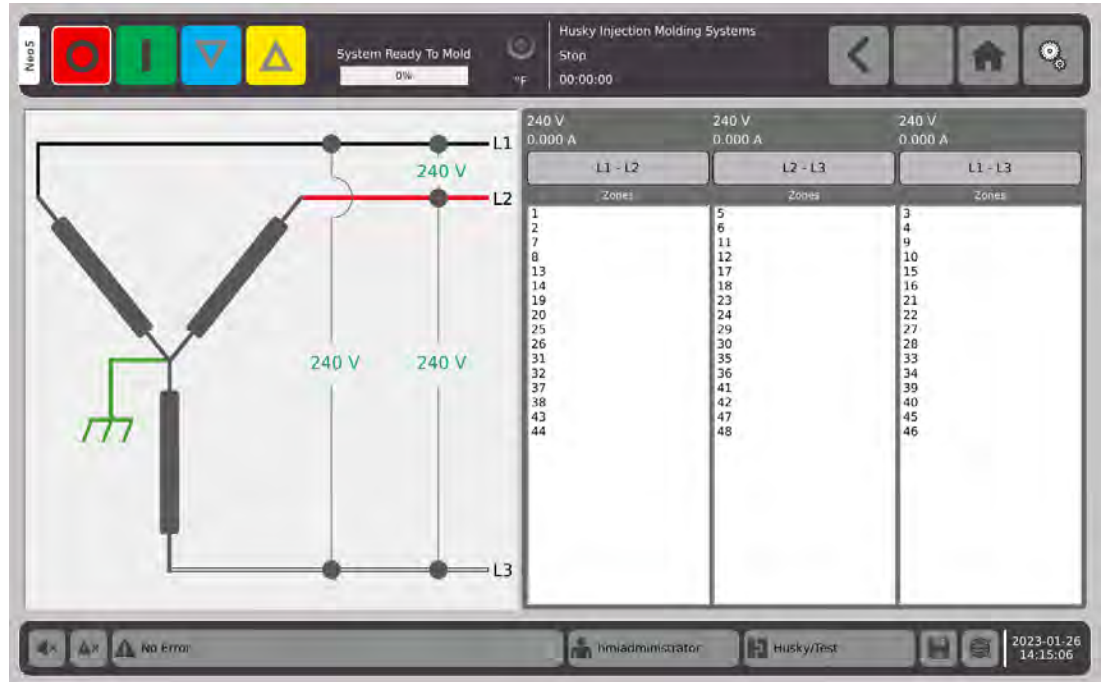 Neo5
System Ready To Mold
0%
°F
Husky Injection Molding Systems
Stop
00:00:00
L1
240 V
L2
240 V
240 V
L3
240 V
0.000 A
240 V
0.000 A
240 V
0.000 A
L1 - L2
L2 - L3
L1 - L3
Zones
Zones
Zones
1
2
7
8
13
14
19
20
25
26
31
32
37
38
43
44
5
6
11
12
17
18
23
24
29
30
35
36
41
42
47
48
3
4
9
10
15
16
21
22
27
28
33
34
39
40
45
46
No Error
hmiadministrator
Husky/Test
2023-01-26
14:15:06